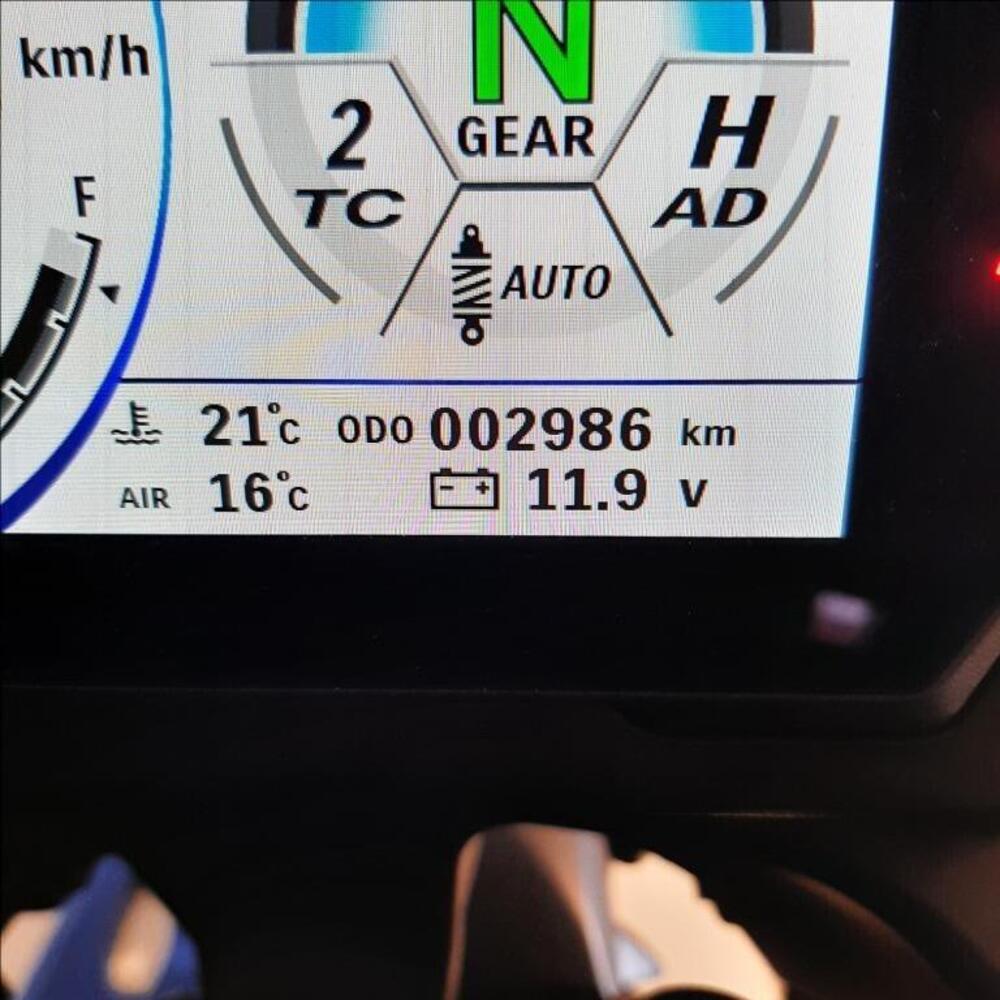 km/h
N
GEAR
2
TC
H
AD
F
AUTO
21°C ODO 002986 km
AIR 16°C - + 11.9 V